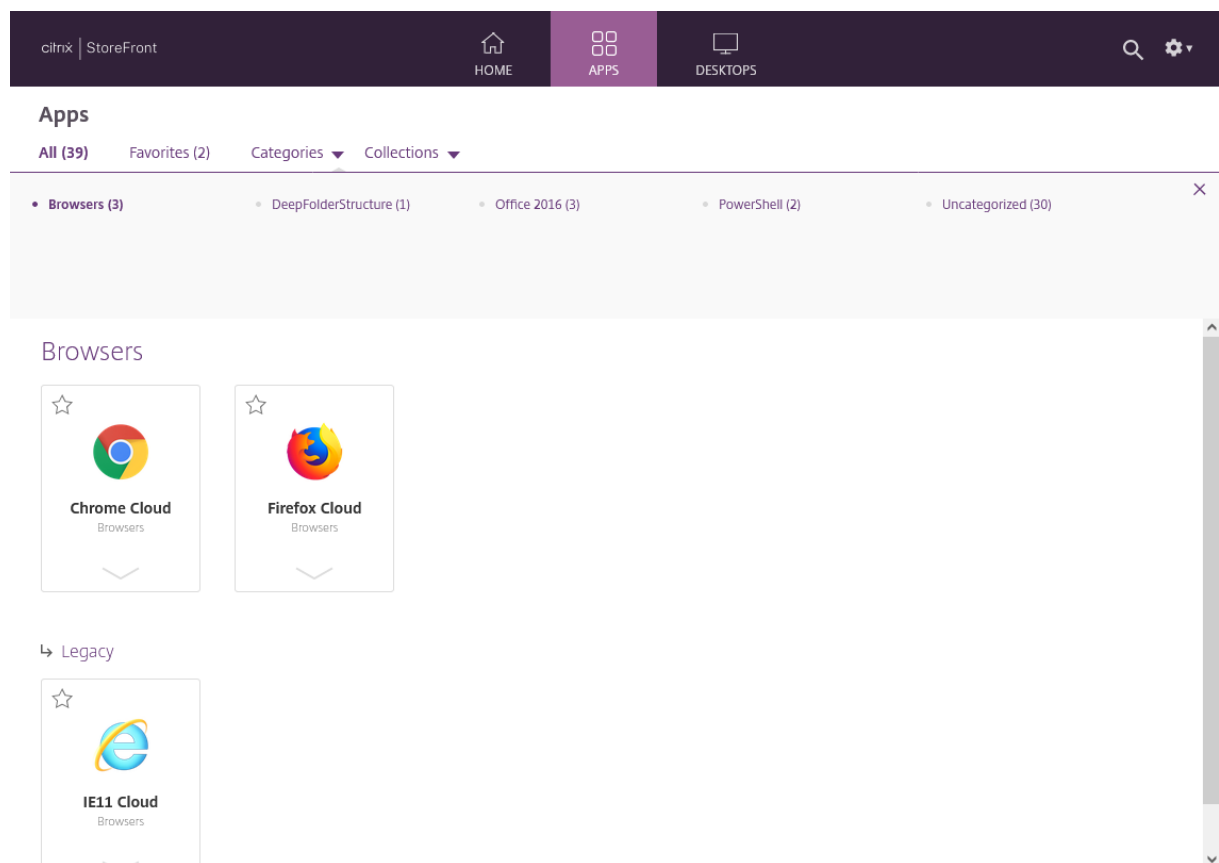 citrix | StoreFront
HOME
APPS
DESKTOPS
Apps
All (39) Favorites (2) Categories Collections
Browsers (3) DeepFolderStructure (1) Office 2016 (3) PowerShell (2) Uncategorized (30)
Browsers
Chrome Cloud
Browsers
Firefox Cloud
Browsers
Legacy
IE11 Cloud
Browsers